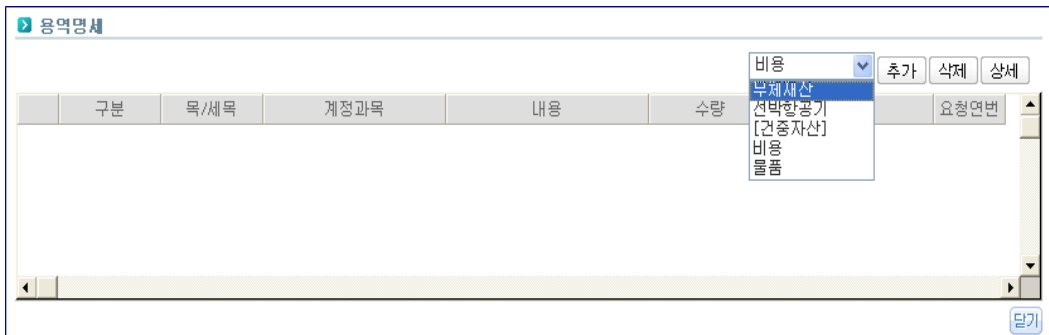 용역명세
비용 추가 삭제 상세
구분 목/세목 계정과목 내용 수량 요청연번
무체재산
선박항공기
[건중자산]
비용
물품
닫기